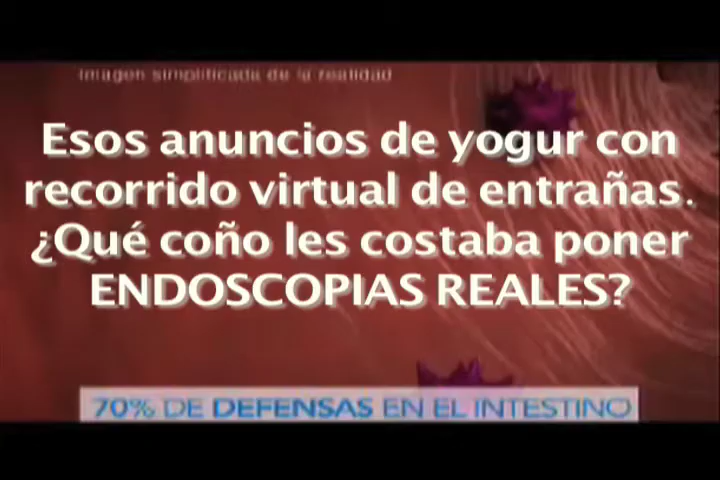 Imagen simplificada de la realidad
Esos anuncios de yogur con
recorrido virtual de entrañas.
¿Qué coño les costaba poner
ENDOSCOPIAS REALES?
70% DE DEFENSAS EN EL INTESTINO